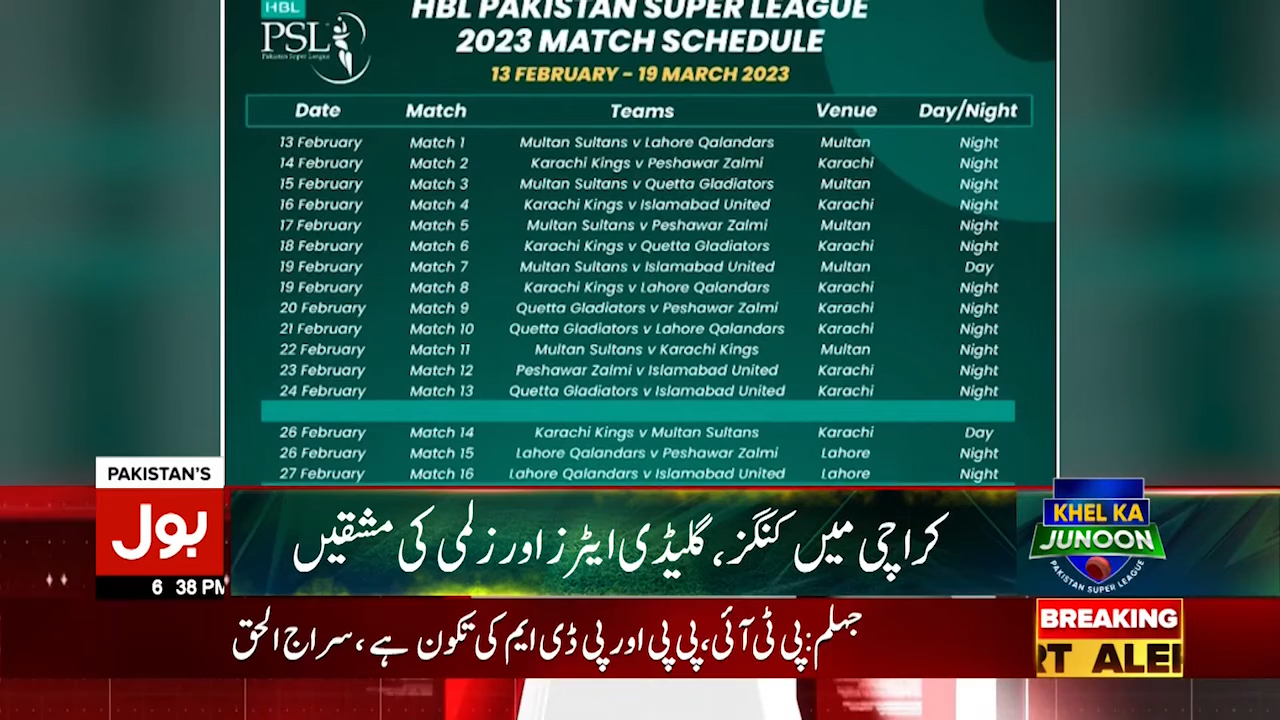 HBL
PSL
Pakistan Super League
HBL PAKISTAN SUPER LEAGUE
2023 MATCH SCHEDULE
13 FEBRUARY - 19 MARCH 2023
Date Match Teams Venue Day/Night
13 February Match 1 Multan Sultans v Lahore Qalandars Multan Night
14 February Match 2 Karachi Kings v Peshawar Zalmi Karachi Night
15 February Match 3 Multan Sultans v Quetta Gladiators Multan Night
16 February Match 4 Karachi Kings v Islamabad United Karachi Night
17 February Match 5 Multan Sultans v Peshawar Zalmi Multan Night
18 February Match 6 Karachi Kings v Quetta Gladiators Karachi Night
19 February Match 7 Multan Sultans v Islamabad United Multan Day
19 February Match 8 Karachi Kings v Lahore Qalandars Karachi Night
20 February Match 9 Quetta Gladiators v Peshawar Zalmi Karachi Night
21 February Match 10 Quetta Gladiators v Lahore Qalandars Karachi Night
22 February Match 11 Multan Sultans v Karachi Kings Multan Night
23 February Match 12 Peshawar Zalmi v Islamabad United Karachi Night
24 February Match 13 Quetta Gladiators v Islamabad United Karachi Night
26 February Match 14 Karachi Kings v Multan Sultans Karachi Day
26 February Match 15 Lahore Qalandars v Peshawar Zalmi Lahore Night
27 February Match 16 Lahore Qalandars v Islamabad United Lahore Night
PAKISTAN'S
بول
6 38 PM
کراچی میں کنگز، گلیڈی ایٹرز اور زلمی کی مشقیں
KHEL KA
JUNOON
PAKISTAN SUPER LEAGUE
جہلم: پی ٹی آئی، پی پی اور پی ڈی ایم کی تکون ہے، سراج الحق
BREAKING
RT ALER